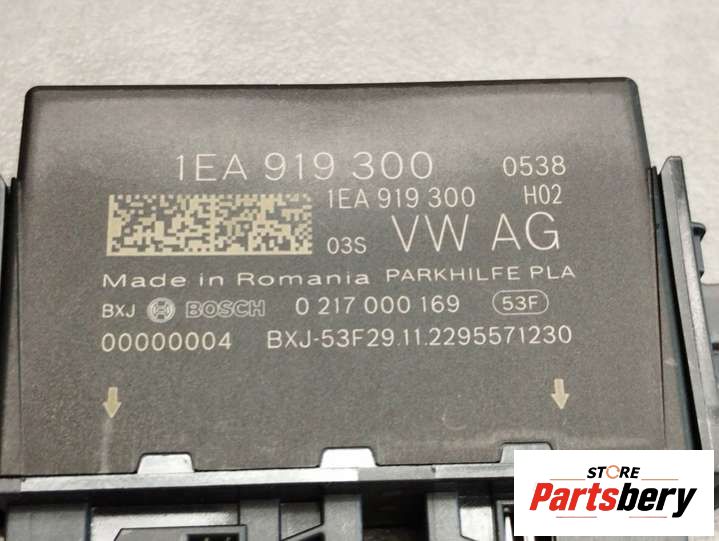 1EA 919 300 0538
1EA 919 300 H02
03S VW AG
Made in Romania PARKHILFE PLA
BXJ BOSCH 0 217 000 169 53F
00000004 BXJ-53F29.11.2295571230
STORE
Partsbery